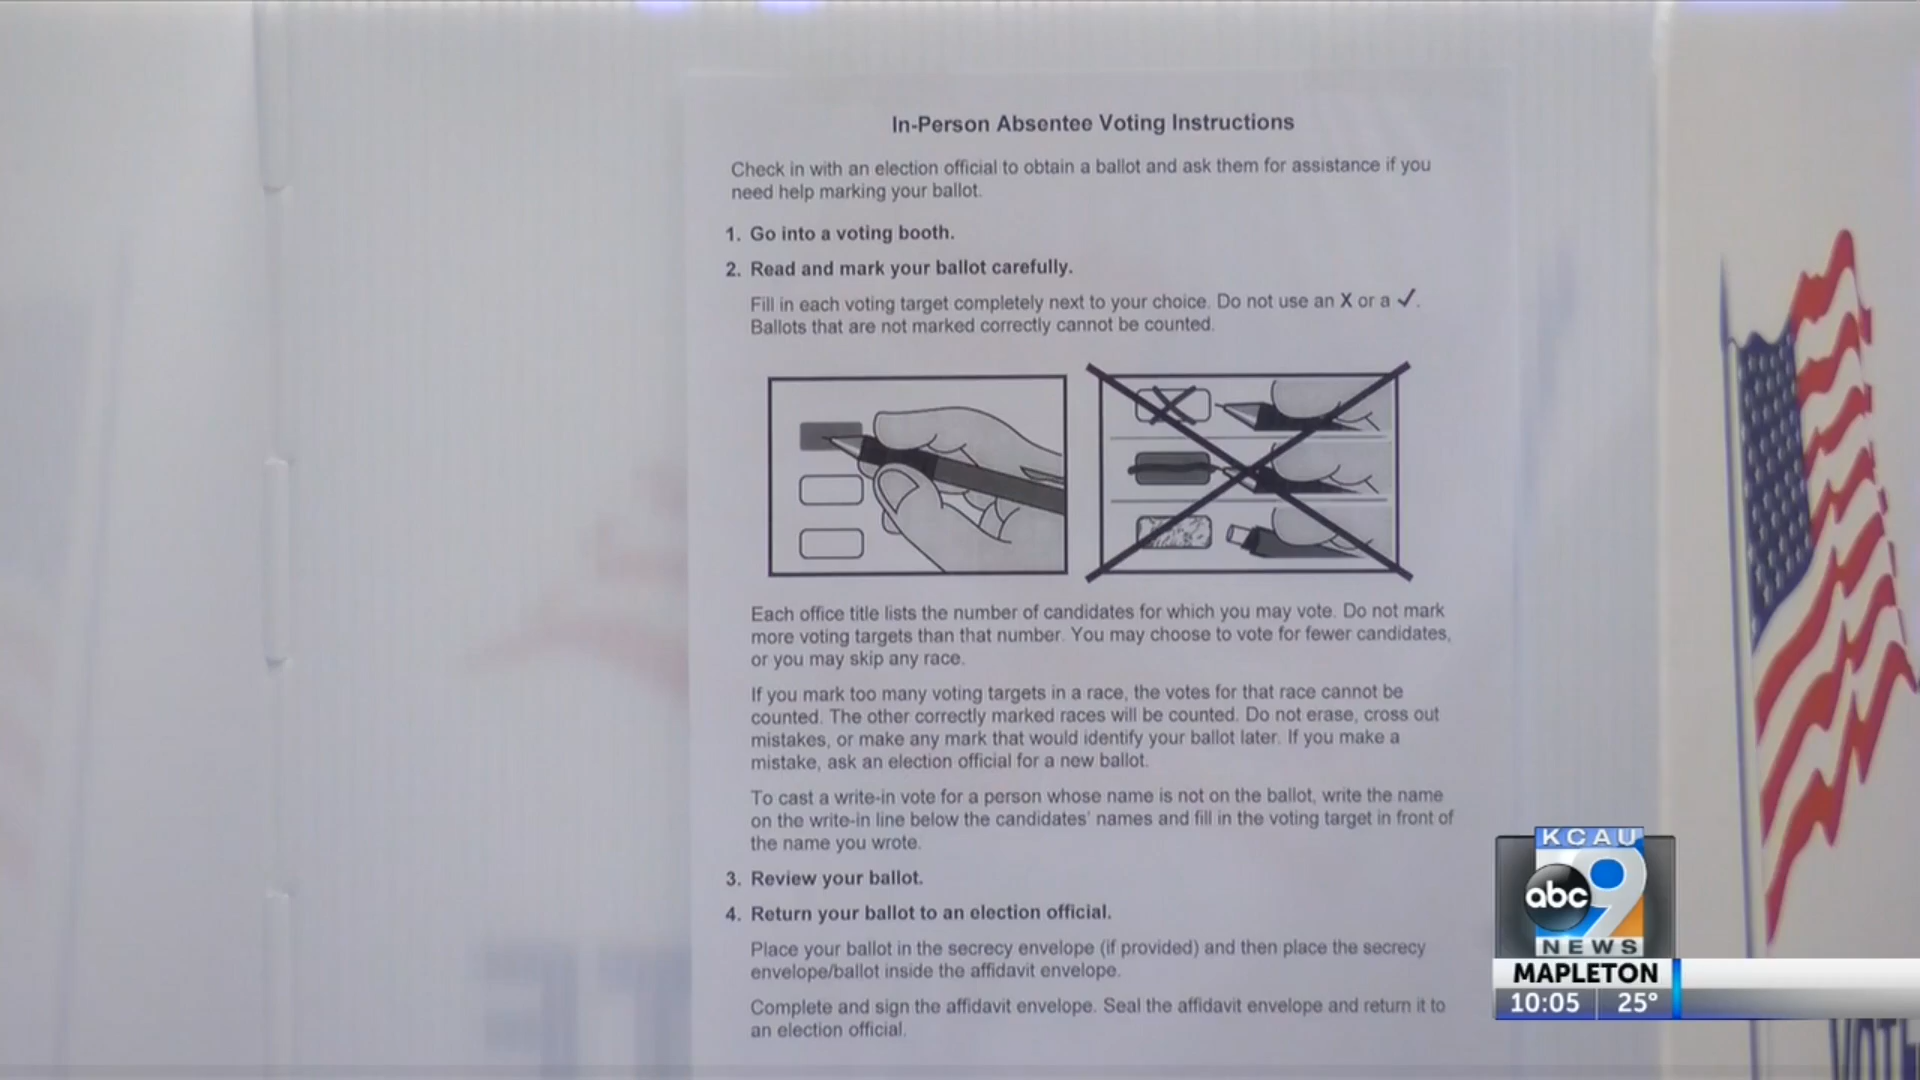 In-Person Absentee Voting Instructions
Check in with an election official to obtain a ballot and ask them for assistance if you
need help marking your ballot.
1. Go into a voting booth.
2. Read and mark your ballot carefully.
Fill in each voting target completely next to your choice. Do not use an X or a ✓.
Ballots that are not marked correctly cannot be counted.
Each office title lists the number of candidates for which you may vote. Do not mark
more voting targets than that number. You may choose to vote for fewer candidates,
or you may skip any race.
If you mark too many voting targets in a race, the votes for that race cannot be
counted. The other correctly marked races will be counted. Do not erase, cross out
mistakes, or make any mark that would identify your ballot later. If you make a
mistake, ask an election official for a new ballot.
To cast a write-in vote for a person whose name is not on the ballot, write the name
on the write-in line below the candidates' names and fill in the voting target in front of
the name you wrote.
3. Review your ballot.
4. Return your ballot to an election official.
Place your ballot in the secrecy envelope (if provided) and then place the secrecy
envelope/ballot inside the affidavit envelope.
Complete and sign the affidavit envelope. Seal the affidavit envelope and return it to
an election official.
KCAU
abc 9
NEWS
MAPLETON
10:05 25°